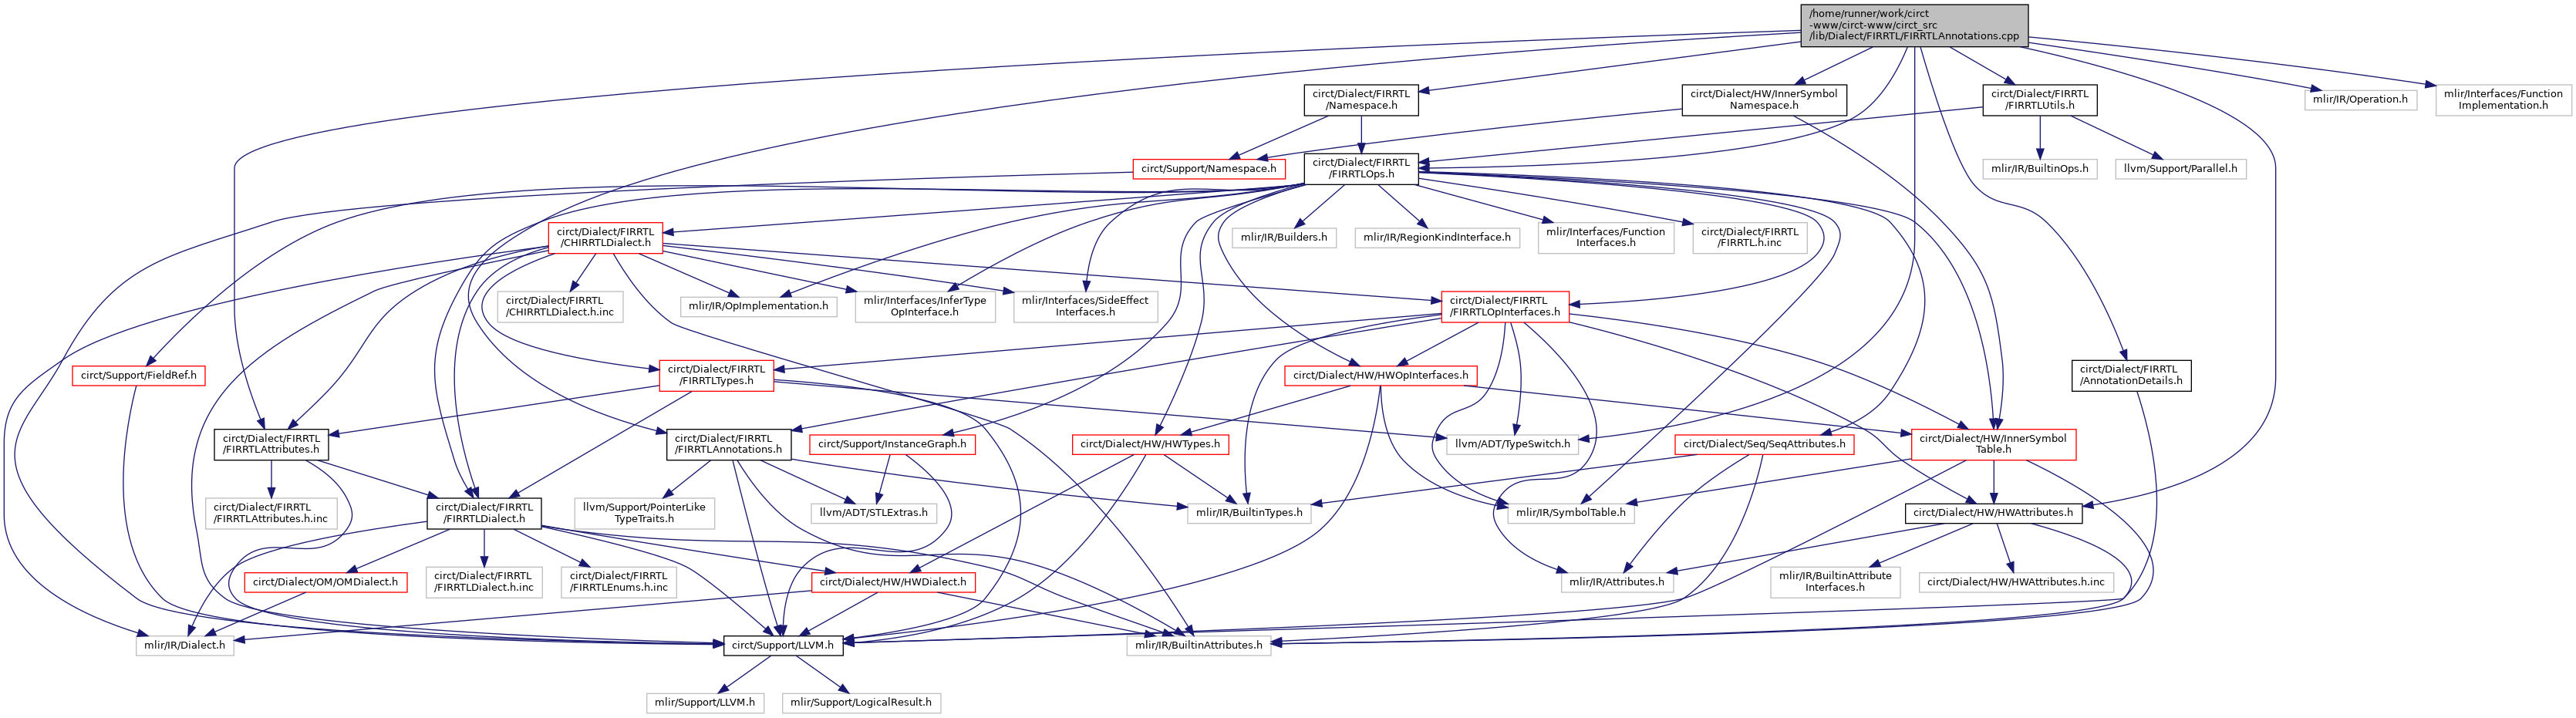 /home/runner/work/circt
-www/circt-www/circt_src
/lib/Dialect/FIRRTL/FIRRTLAnnotations.cpp
circt/Dialect/FIRRTL
/Namespace.h
circt/Dialect/HW/InnerSymbol
Namespace.h
circt/Dialect/FIRRTL
/FIRRTLUtils.h
mlir/IR/Operation.h
mlir/Interfaces/Function
Implementation.h
circt/Support/Namespace.h
circt/Dialect/FIRRTL
/FIRRTLOps.h
mlir/IR/BuiltinOps.h
llvm/Support/Parallel.h
circt/Dialect/FIRRTL
/CHIRRTLDialect.h
mlir/IR/Builders.h
mlir/IR/RegionKindInterface.h
mlir/Interfaces/Function
Interfaces.h
circt/Dialect/FIRRTL
/FIRRTL.h.inc
circt/Dialect/FIRRTL
/CHIRRTLDialect.h.inc
mlir/IR/OpImplementation.h
mlir/Interfaces/InferType
OpInterface.h
mlir/Interfaces/SideEffect
Interfaces.h
circt/Dialect/FIRRTL
/FIRRTLOpInterfaces.h
circt/Support/FieldRef.h
circt/Dialect/FIRRTL
/FIRRTLTypes.h
circt/Dialect/HW/HWOpInterfaces.h
circt/Dialect/FIRRTL
/AnnotationDetails.h
circt/Dialect/FIRRTL
/FIRRTLAttributes.h
circt/Dialect/FIRRTL
/FIRRTLAnnotations.h
circt/Support/InstanceGraph.h
circt/Dialect/HW/HWTypes.h
llvm/ADT/TypeSwitch.h
circt/Dialect/Seq/SeqAttributes.h
circt/Dialect/HW/InnerSymbol
Table.h
circt/Dialect/FIRRTL
/FIRRTLAttributes.h.inc
circt/Dialect/FIRRTL
/FIRRTLDialect.h
llvm/Support/PointerLike
TypeTraits.h
llvm/ADT/STLExtras.h
mlir/IR/BuiltinTypes.h
mlir/IR/SymbolTable.h
circt/Dialect/HW/HWAttributes.h
circt/Dialect/OM/OMDialect.h
circt/Dialect/FIRRTL
/FIRRTLDialect.h.inc
circt/Dialect/FIRRTL
/FIRRTLEnums.h.inc
circt/Dialect/HW/HWDialect.h
mlir/IR/Attributes.h
mlir/IR/BuiltinAttribute
Interfaces.h
circt/Dialect/HW/HWAttributes.h.inc
mlir/IR/Dialect.h
circt/Support/LLVM.h
mlir/IR/BuiltinAttributes.h
mlir/Support/LLVM.h
mlir/Support/LogicalResult.h